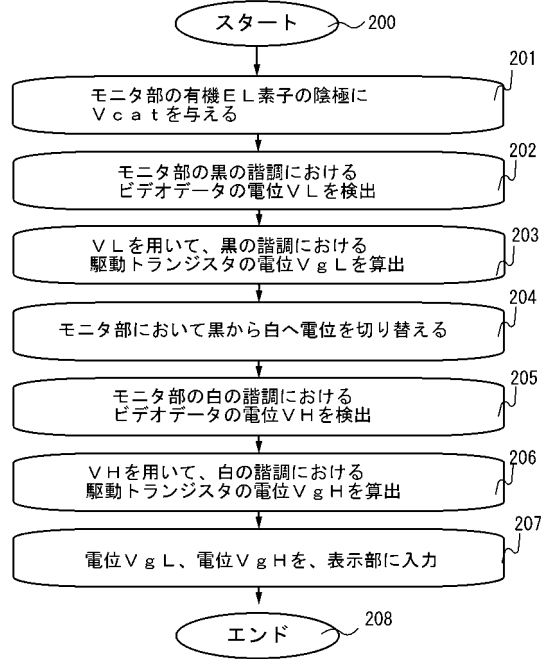 スタート
200
モニタ部の有機ＥＬ素子の陰極に
Ｖｃａｔを与える
201
モニタ部の黒の諧調における
ビデオデータの電位ＶＬを検出
202
ＶＬを用いて、黒の諧調における
駆動トランジスタの電位ＶｇＬを算出
203
モニタ部において黒から白へ電位を切り替える
204
モニタ部の白の諧調における
ビデオデータの電位ＶＨを検出
205
ＶＨを用いて、白の諧調における
駆動トランジスタの電位ＶｇＨを算出
206
電位ＶｇＬ、電位ＶｇＨを、表示部に入力
207
エンド
208